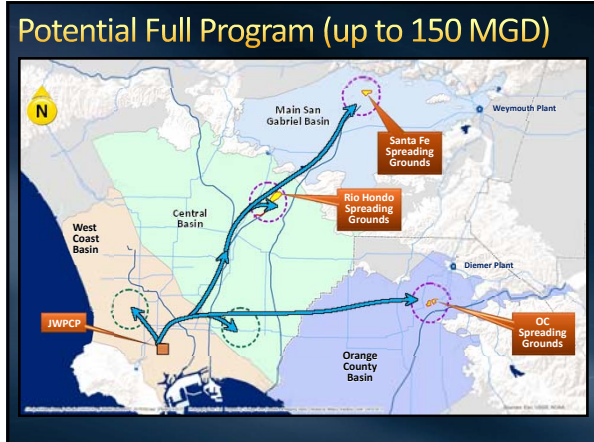 Potential Full Program (up to 150 MGD)
N
Main San
Gabriel Basin
Weymouth Plant
Santa Fe
Spreading
Grounds
Rio Hondo
Spreading
Grounds
Central
Basin
West
Coast
Basin
Diemer Plant
JWPCP
OC
Spreading
Grounds
Orange
County
Basin